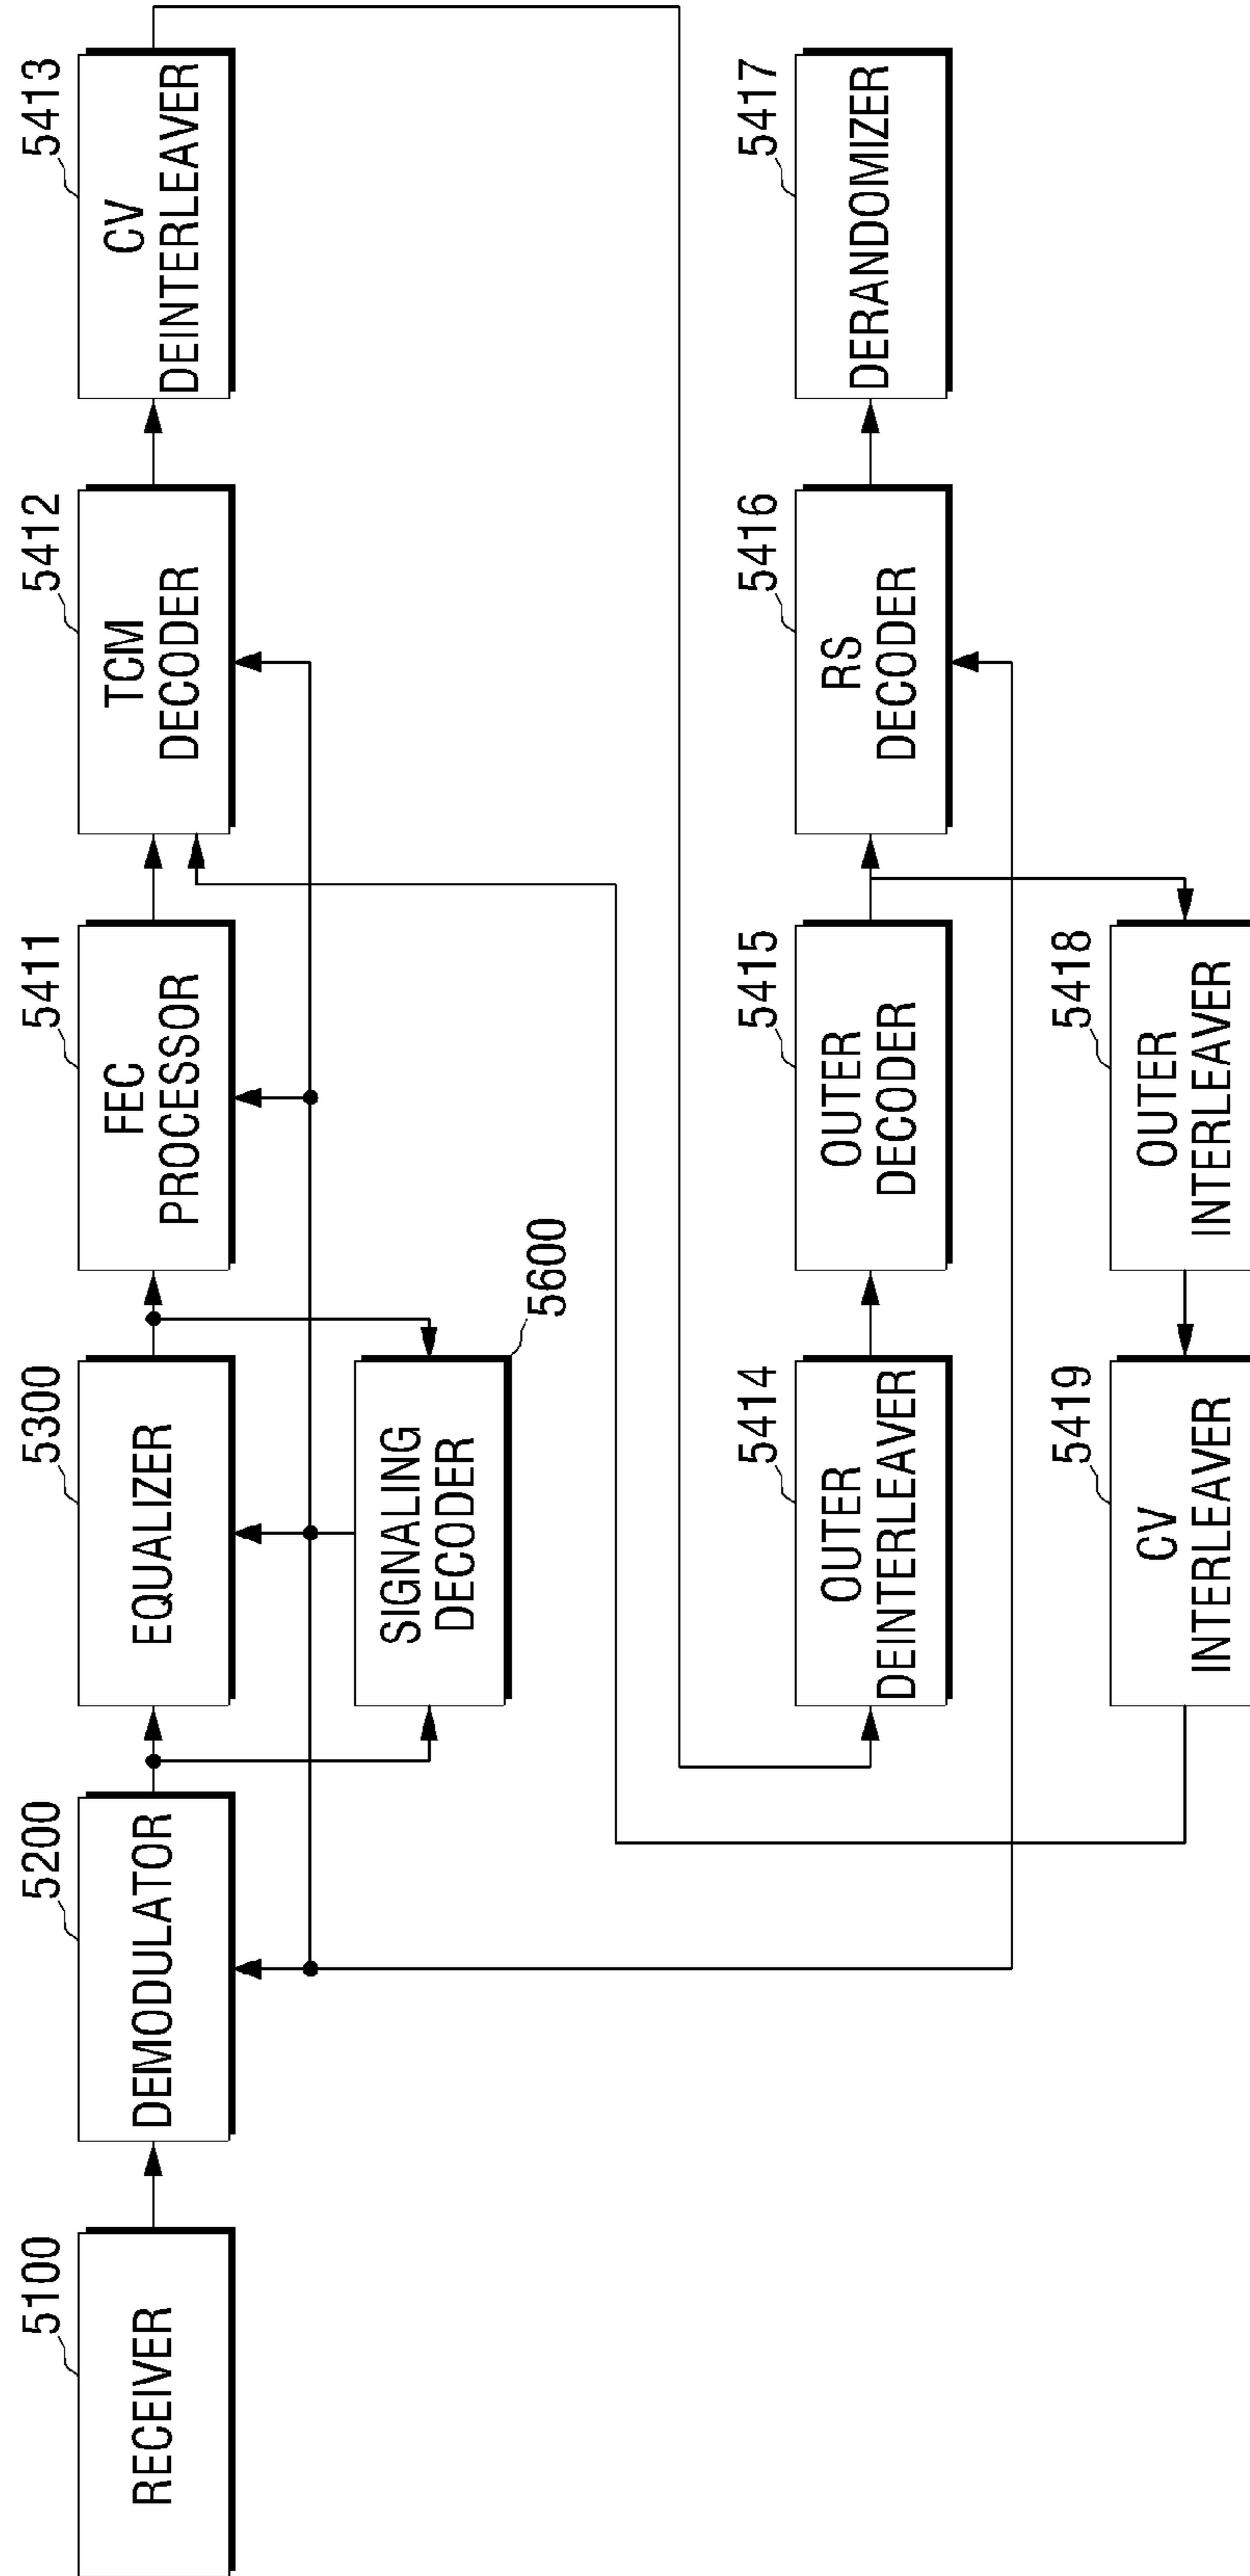 5100
RECEIVER
5200
DEMODULATOR
5300
EQUALIZER
5411
FEC
PROCESSOR
5412
TCM
DECODER
5413
CV
DEINTERLEAVER
5600
SIGNALING
DECODER
5414
OUTER
DEINTERLEAVER
5415
OUTER
DECODER
5416
RS
DECODER
5417
DERANDOMIZER
5419
CV
INTERLEAVER
5418
OUTER
INTERLEAVER